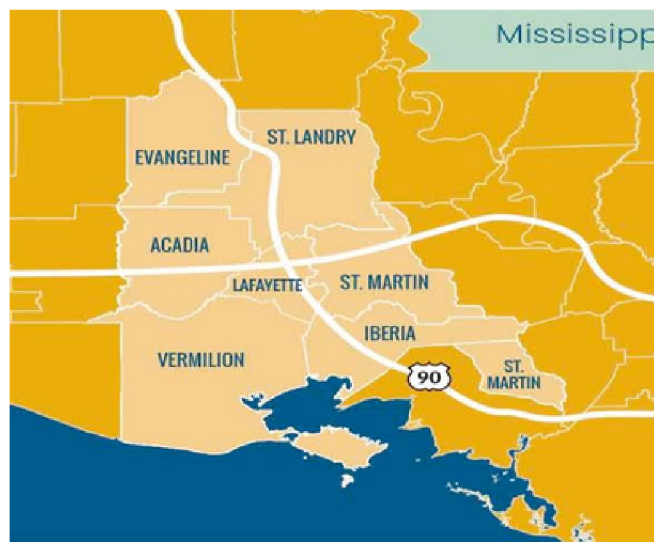 Mississipp
ST. LANDRY
EVANGELINE
ACADIA
LAFAYETTE
ST. MARTIN
IBERIA
VERMILION
90
ST.
MARTIN